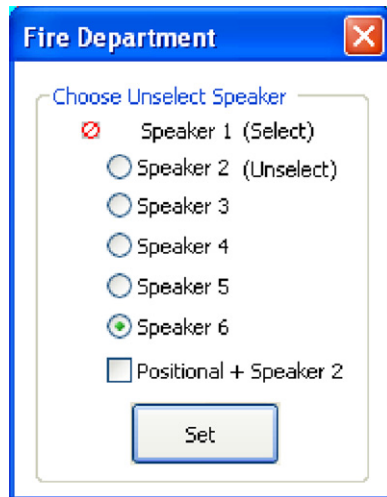 Fire Department
Choose Unselect Speaker
Speaker 1 (Select)
Speaker 2 (Unselect)
Speaker 3
Speaker 4
Speaker 5
Speaker 6
Positional + Speaker 2
Set